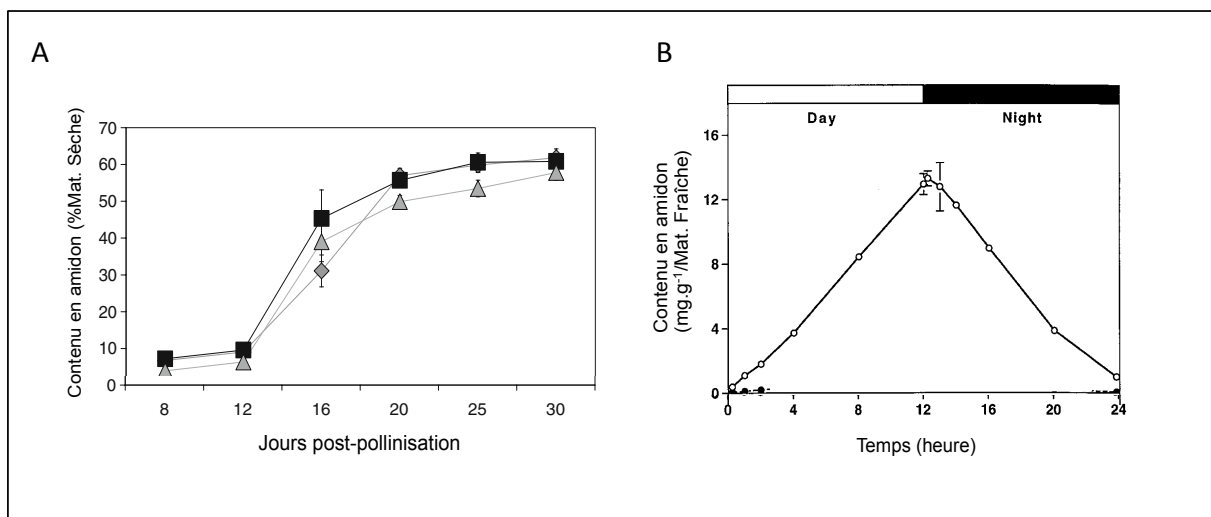 A
Contenu en amidon (%Mat. Sèche)
70
60
50
40
30
20
10
0
8 12 16 20 25 30
Jours post-pollinisation
B
Day Night
Contenu en amidon
(mg.g⁻¹/Mat. Fraîche)
16
12
8
4
0
0 4 8 12 16 20 24
Temps (heure)